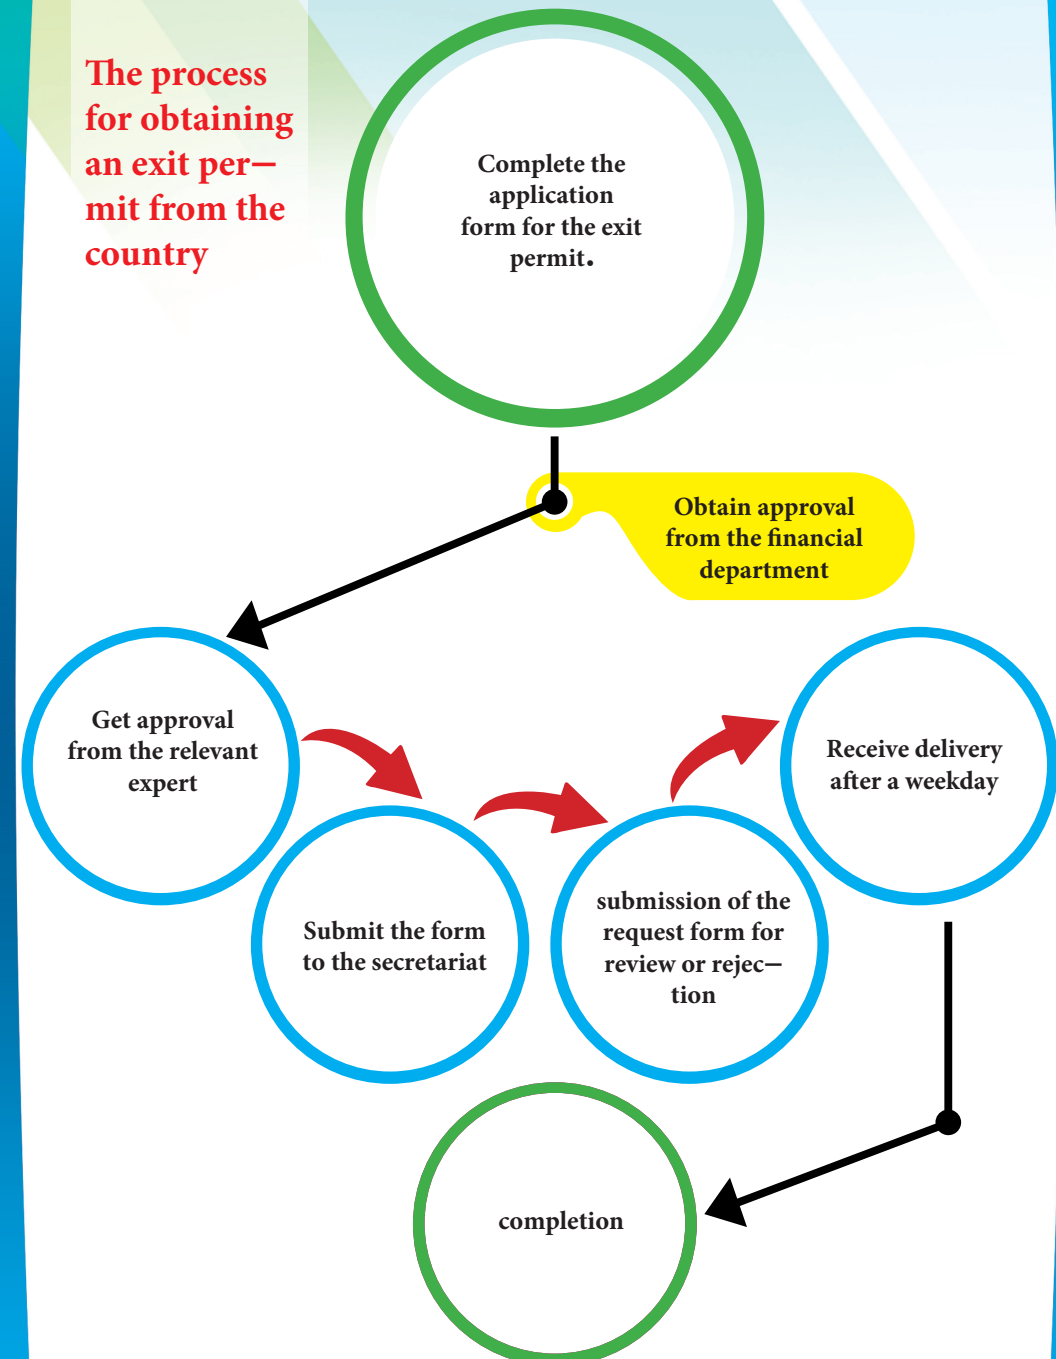 The process
for obtaining
an exit per–
mit from the
country
Complete the
application
form for the exit
permit.
Obtain approval
from the financial
department
Get approval
from the relevant
expert
Submit the form
to the secretariat
submission of the
request form for
review or rejec–
tion
Receive delivery
after a weekday
completion